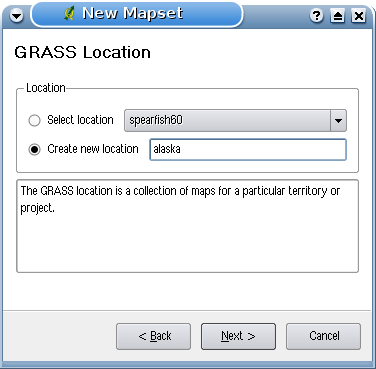 New Mapset
GRASS Location
Location
Select location
spearfish60
Create new location
alaska
The GRASS location is a collection of maps for a particular territory or
project.
< Back
Next >
Cancel